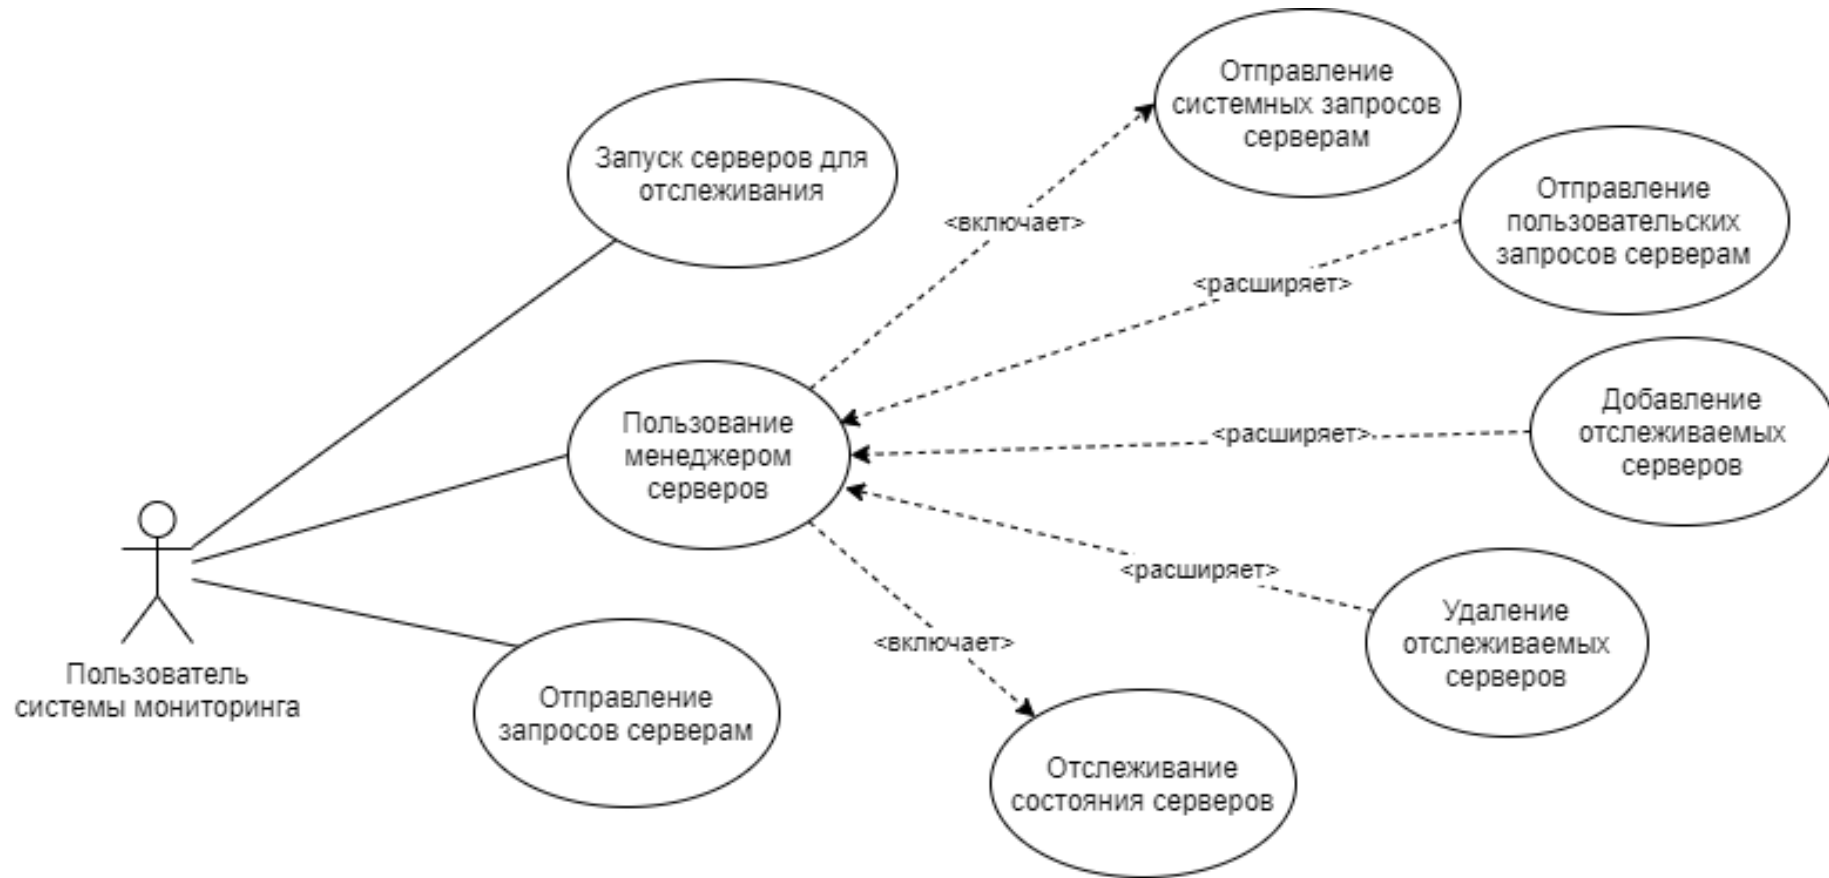 Отправление
системных запросов
серверам
Запуск серверов для
отслеживания
Отправление
пользовательских
запросов серверам
<включает>
<расширяет>
Добавление
отслеживаемых
серверов
Пользование
менеджером
серверов
<расширяет>
<расширяет>
Удаление
отслеживаемых
серверов
<включает>
Пользователь
системы мониторинга
Отправление
запросов серверам
Отслеживание
состояния серверов